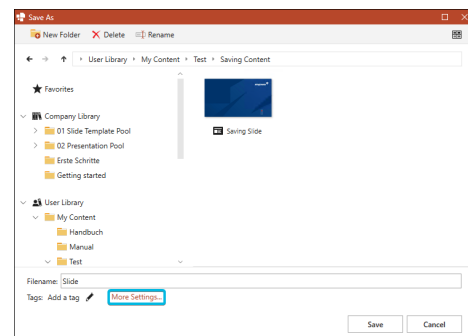 Save As
New Folder Delete Rename
User Library My Content Test Saving Content
Favorites
Company Library
01 Slide Template Pool
02 Presentation Pool
Erste Schritte
Getting started
Saving Slide
User Library
My Content
Handbuch
Manual
Test
Filename: Slide
Tags: Add a tag More Settings...
Save Cancel